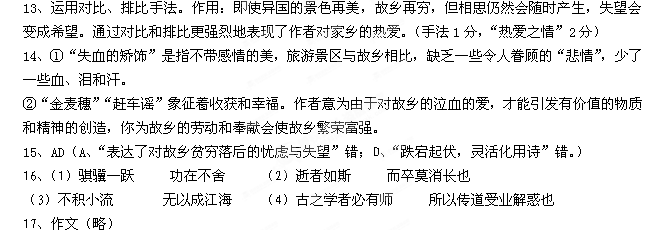 13、运用对比、排比手法。作用：即使异国的景色再美，故乡再穷，但相思仍然会随时产生，失望会
变成希望。通过对比和排比更强烈地表现了作者对家乡的热爱。（手法1分，“热爱之情”2分）
14、①“失血的矫饰”是指不带感情的美，旅游景区与故乡相比，缺乏一些令人眷顾的“悲情”，少了
一些血、泪和汗。
②“金麦穗”“赶车谣”象征着收获和幸福。作者意为由于对故乡的泣血的爱，才能引发有价值的物质
和精神的创造，你为故乡的劳动和奉献会使故乡繁荣富强。
15、AD（A、“表达了对故乡贫穷落后的忧虑与失望”错；D、“跌宕起伏，灵活化用诗”错。）
16、（1）骐骥一跃 功在不舍 （2）逝者如斯 而卒莫消长也
（3）不积小流 无以成江海 （4）古之学者必有师 所以传道受业解惑也
17、作文（略）